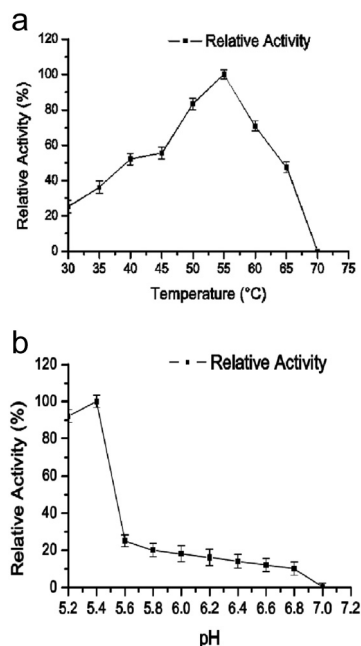 a
Relative Activity
Relative Activity (%)
120
100
80
60
40
20
0
30 35 40 45 50 55 60 65 70 75
Temperature (°C)
b
Relative Activity
Relative Activity (%)
120
100
80
60
40
20
0
5.2 5.4 5.6 5.8 6.0 6.2 6.4 6.6 6.8 7.0 7.2
pH